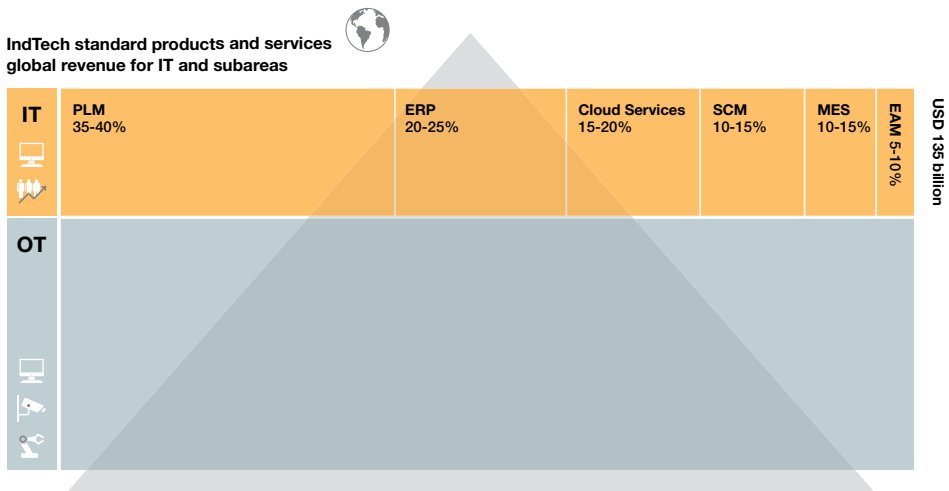 IndTech standard products and services
global revenue for IT and subareas
IT
PLM
35-40%
ERP
20-25%
Cloud Services
15-20%
SCM
10-15%
MES
10-15%
EAM 5-10%
USD 135 billion
OT